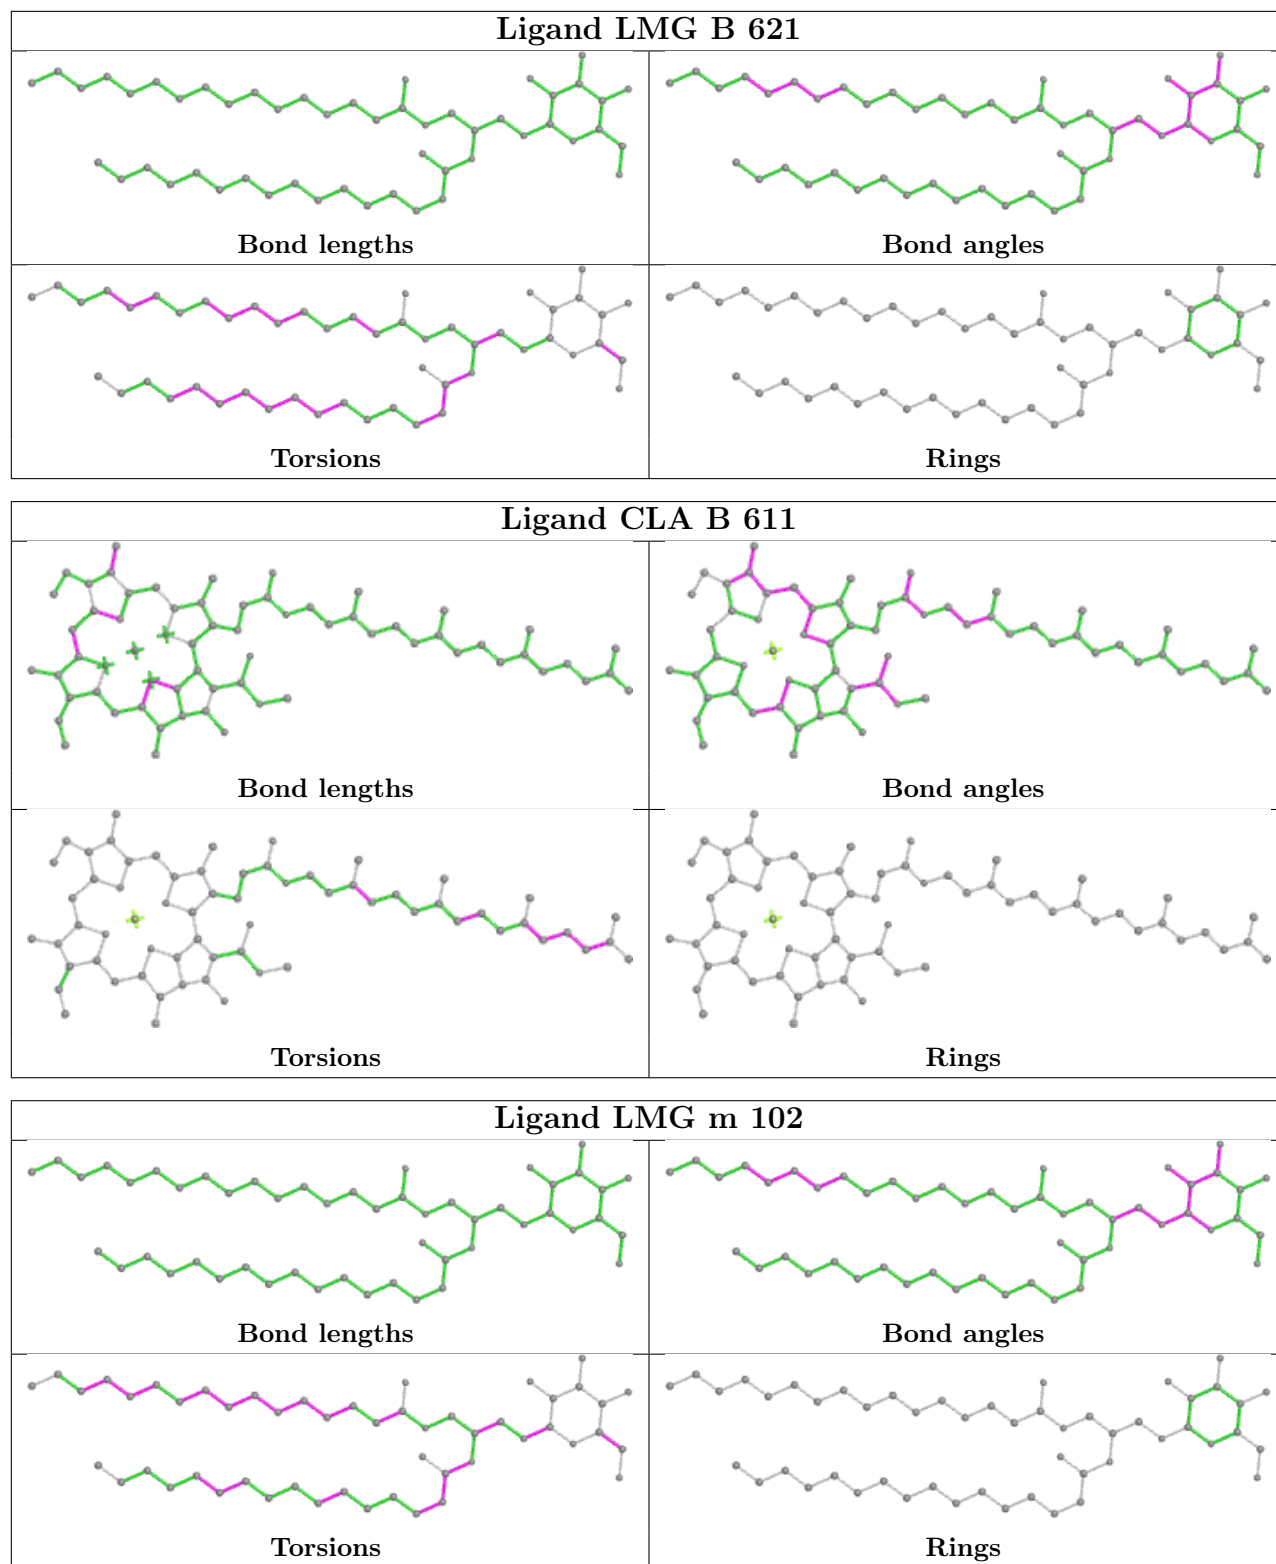 Ligand LMG B 621
Bond lengths
Bond angles
Torsions
Rings
Ligand CLA B 611
Bond lengths
Bond angles
Torsions
Rings
Ligand LMG m 102
Bond lengths
Bond angles
Torsions
Rings